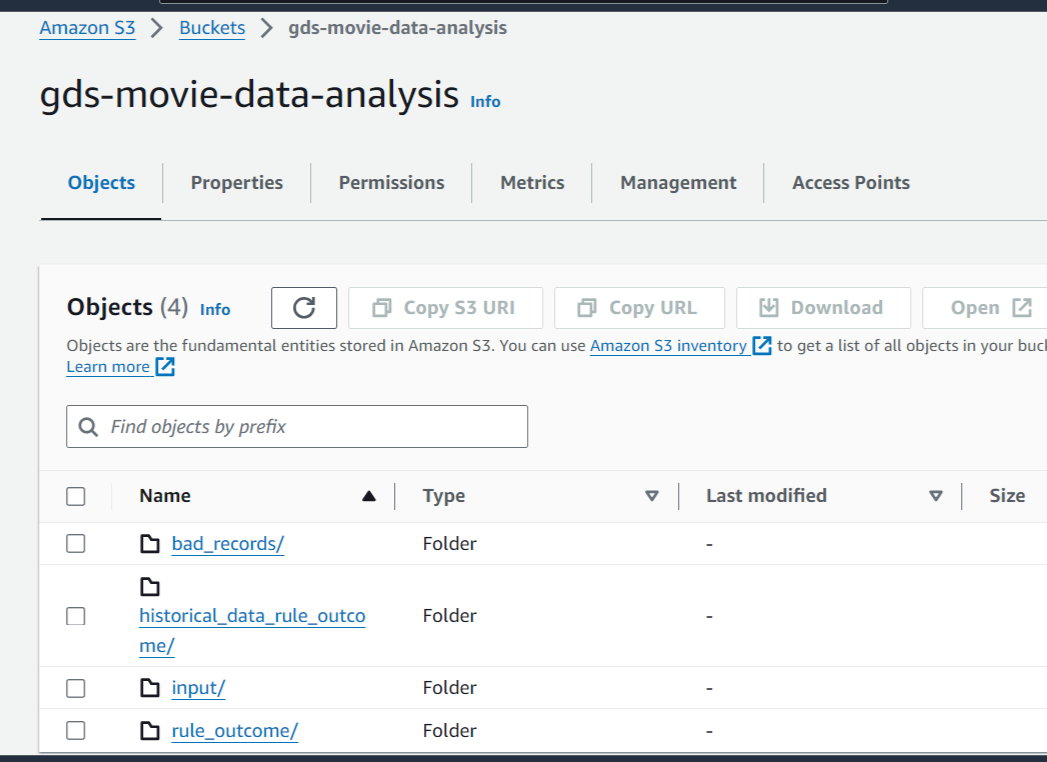 Amazon S3 > Buckets > gds-movie-data-analysis
gds-movie-data-analysis Info
Objects Properties Permissions Metrics Management Access Points
Objects (4) Info Copy S3 URI Copy URL Download Open
Objects are the fundamental entities stored in Amazon S3. You can use Amazon S3 inventory to get a list of all objects in your
Learn more
Find objects by prefix
Name Type Last modified Size
bad_records/ Folder -
historical_data_rule_outco
me/ Folder -
input/ Folder -
rule_outcome/ Folder -